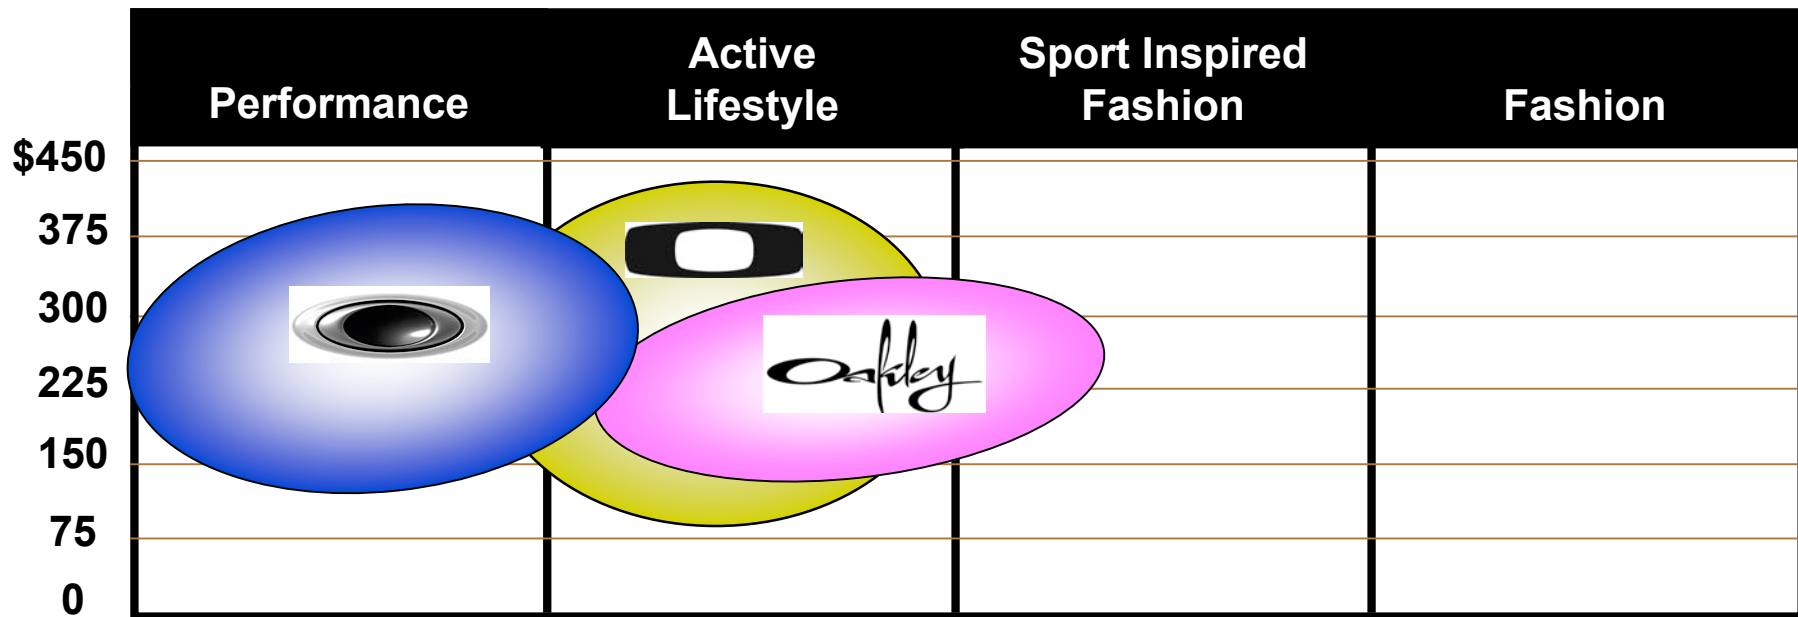 Performance
Active
Lifestyle
Sport Inspired
Fashion
Fashion
$450
375
300
225
150
75
0
Oakley